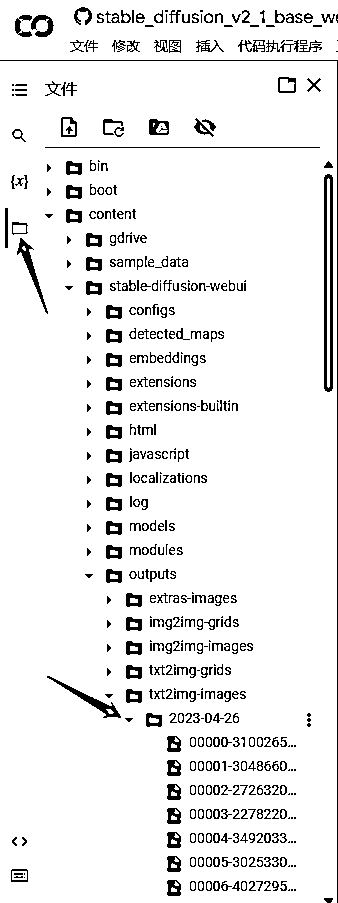 stable_diffusion_v2_1_base_we
文件 修改 视图 插入 代码执行程序
文件
{x}
bin
boot
content
gdrive
sample_data
stable-diffusion-webui
configs
detected_maps
embeddings
extensions
extensions-builtin
html
javascript
localizations
log
models
modules
outputs
extras-images
img2img-grids
img2img-images
txt2img-grids
txt2img-images
2023-04-26
00000-3100265...
00001-3048660...
00002-2726320...
00003-2278220...
00004-3492033...
00005-3025330...
00006-4027295...